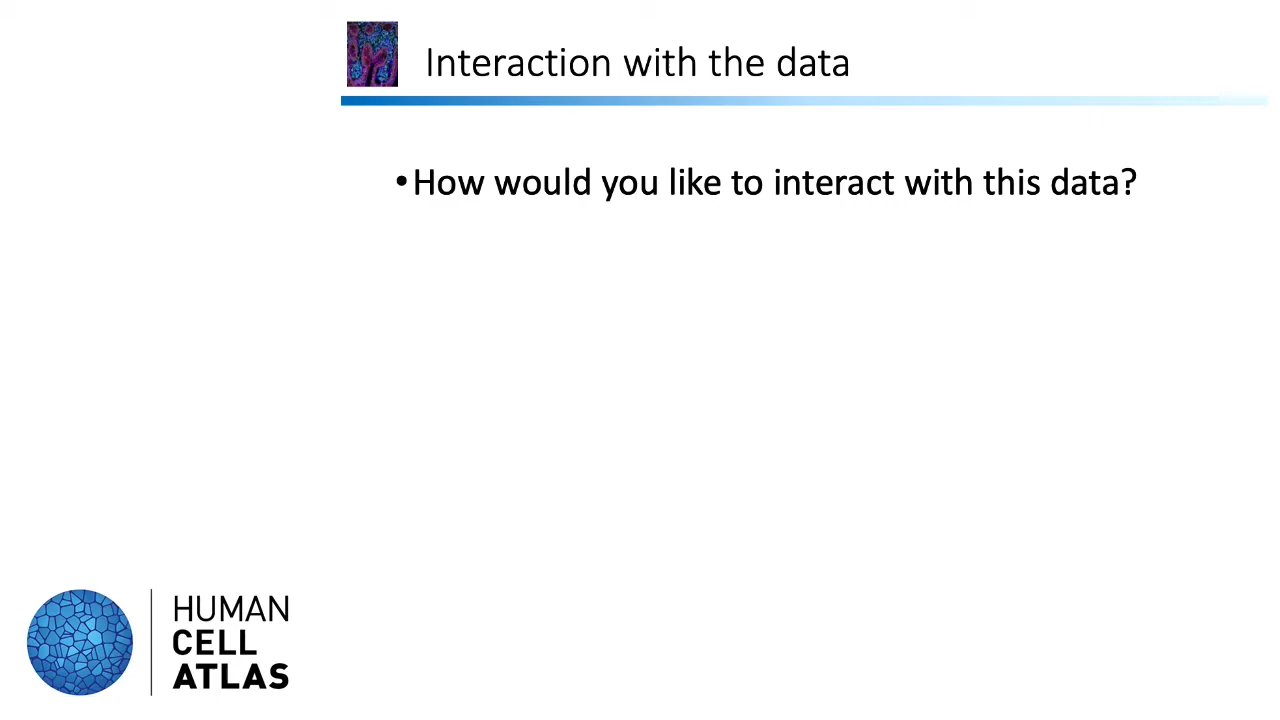 Interaction with the data
•How would you like to interact with this data?
HUMAN
CELL
ATLAS